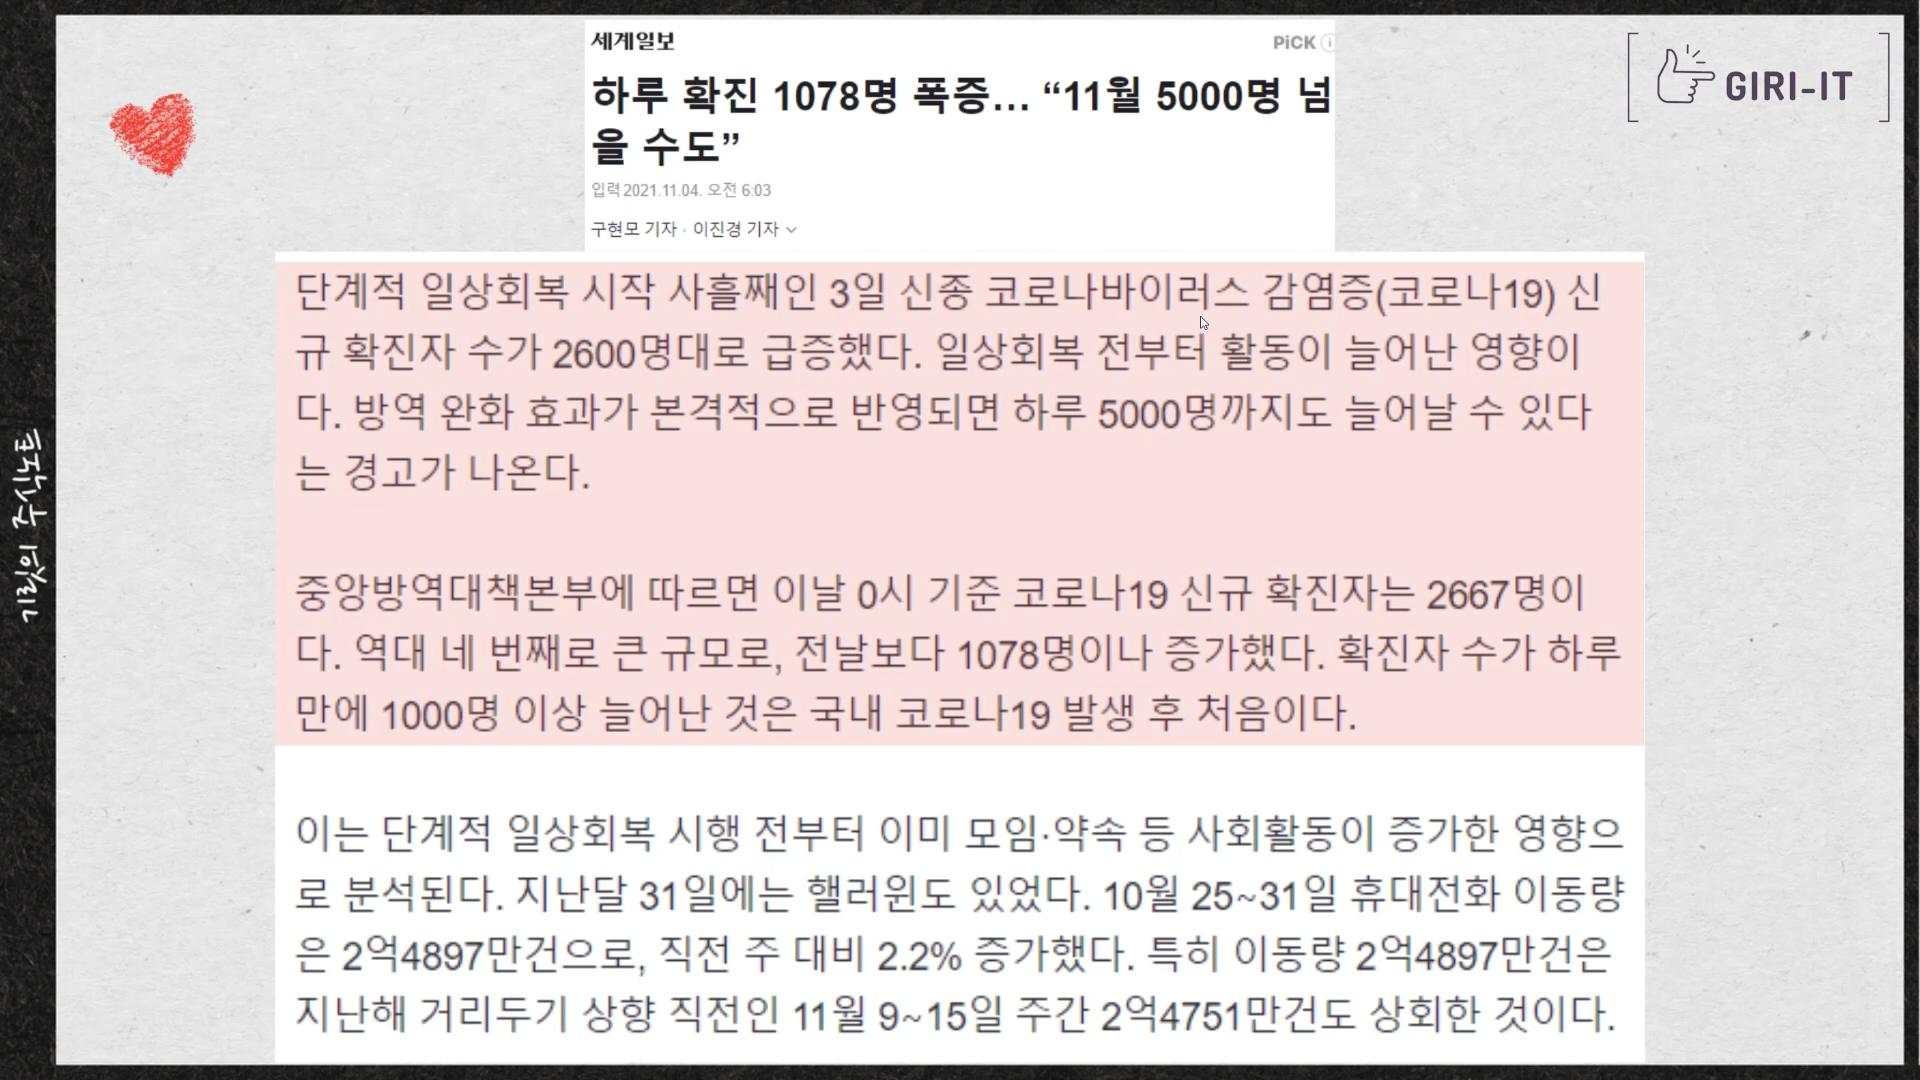 세계일보
PiCK
하루 확진 1078명 폭증... “11월 5000명 넘
을 수도”
입력 2021.11.04. 오전 6:03
구현모 기자 · 이진경 기자
GIRI-IT
기릿의 주식노트
단계적 일상회복 시작 사흘째인 3일 신종 코로나바이러스 감염증(코로나19) 신
규 확진자 수가 2600명대로 급증했다. 일상회복 전부터 활동이 늘어난 영향이
다. 방역 완화 효과가 본격적으로 반영되면 하루 5000명까지도 늘어날 수 있다
는 경고가 나온다.
중앙방역대책본부에 따르면 이날 0시 기준 코로나19 신규 확진자는 2667명이
다. 역대 네 번째로 큰 규모로, 전날보다 1078명이나 증가했다. 확진자 수가 하루
만에 1000명 이상 늘어난 것은 국내 코로나19 발생 후 처음이다.
이는 단계적 일상회복 시행 전부터 이미 모임·약속 등 사회활동이 증가한 영향으
로 분석된다. 지난달 31일에는 핼러윈도 있었다. 10월 25~31일 휴대전화 이동량
은 2억4897만건으로, 직전 주 대비 2.2% 증가했다. 특히 이동량 2억4897만건은
지난해 거리두기 상향 직전인 11월 9~15일 주간 2억4751만건도 상회한 것이다.